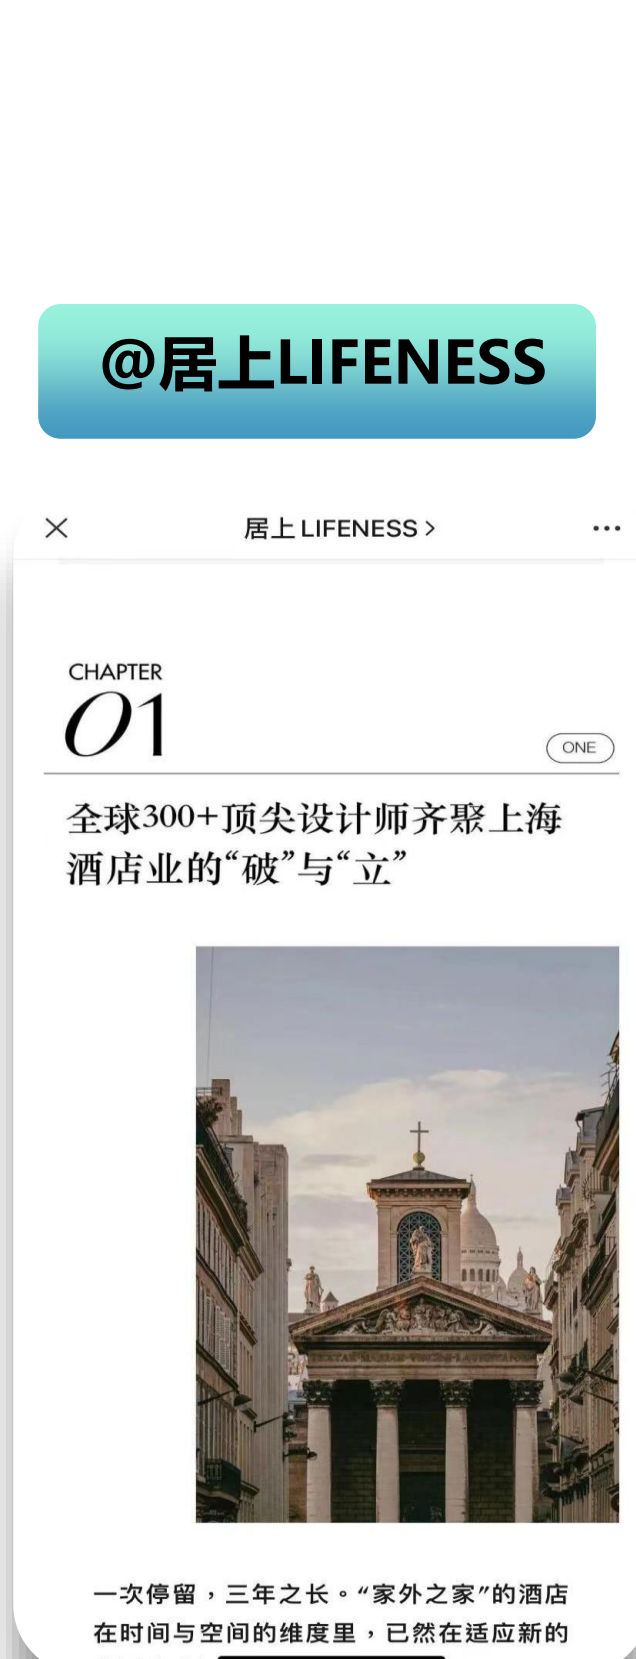 @居上LIFENESS
居上 LIFENESS >
CHAPTER
01
ONE
全球300+顶尖设计师齐聚上海
酒店业的“破”与“立”
一次停留，三年之长。“家外之家”的酒店
在时间与空间的维度里，已然在适应新的